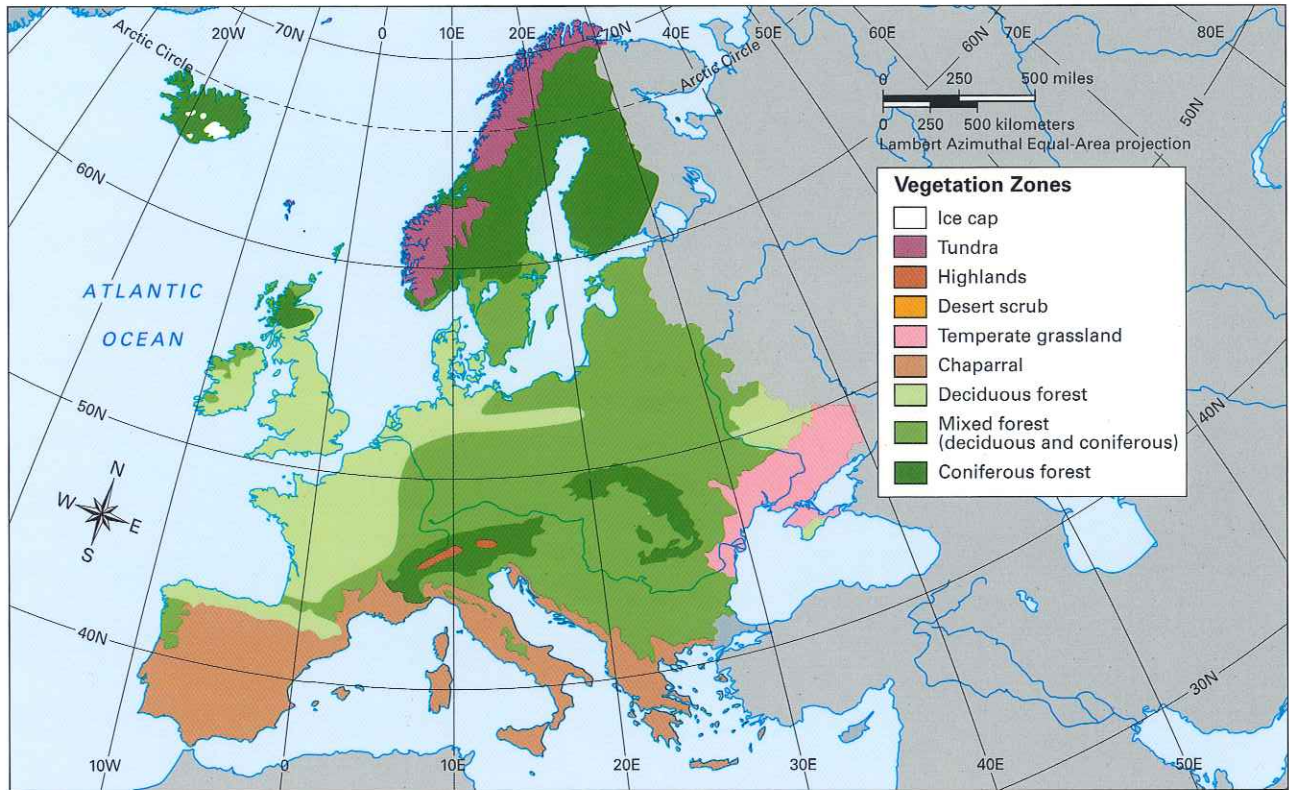 Arctic Circle
20W
70N
0
10E
20E
70N
40E
Arctic Circle
50E
60E
60N
70E
80E
50N
0 250 500 miles
0 250 500 kilometers
Lambert Azimuthal Equal-Area projection
60N
ATLANTIC
OCEAN
50N
40N
40N
30N
N
W E
S
Vegetation Zones
Ice cap
Tundra
Highlands
Desert scrub
Temperate grassland
Chaparral
Deciduous forest
Mixed forest
(deciduous and coniferous)
Coniferous forest
10W
0
10E
20E
30E
40E
50E